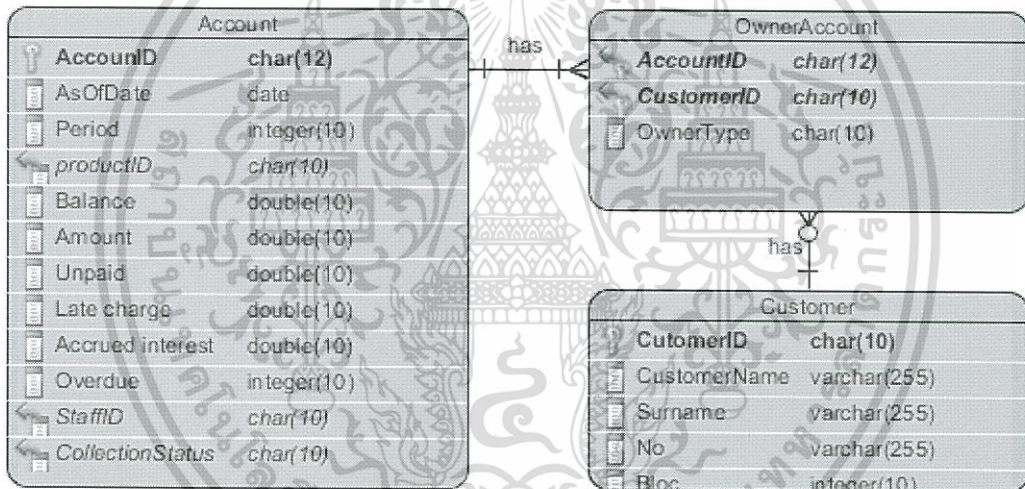 Account
AccounID char(12)
AsOfDate date
Period integer(10)
productID char(10)
Balance double(10)
Amount double(10)
Unpaid double(10)
Late charge double(10)
Accrued interest double(10)
Overdue integer(10)
StaffID char(10)
CollectionStatus char(10)
has
OwnerAccount
AccountID char(12)
CustomerID char(10)
OwnerType char(10)
has
Customer
CutomerID char(10)
CustomerName varchar(255)
Surname varchar(255)
No varchar(255)
Bloc integer(10)